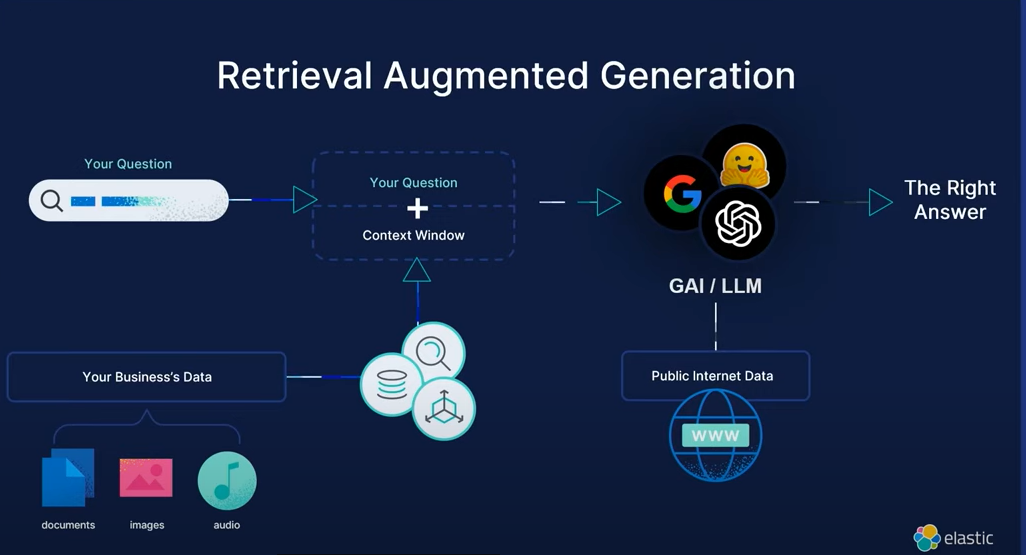 Retrieval Augmented Generation
Your Question
Your Question
+
Context Window
The Right
Answer
GAI / LLM
Your Business's Data
Public Internet Data
www
documents
images
audio
elastic